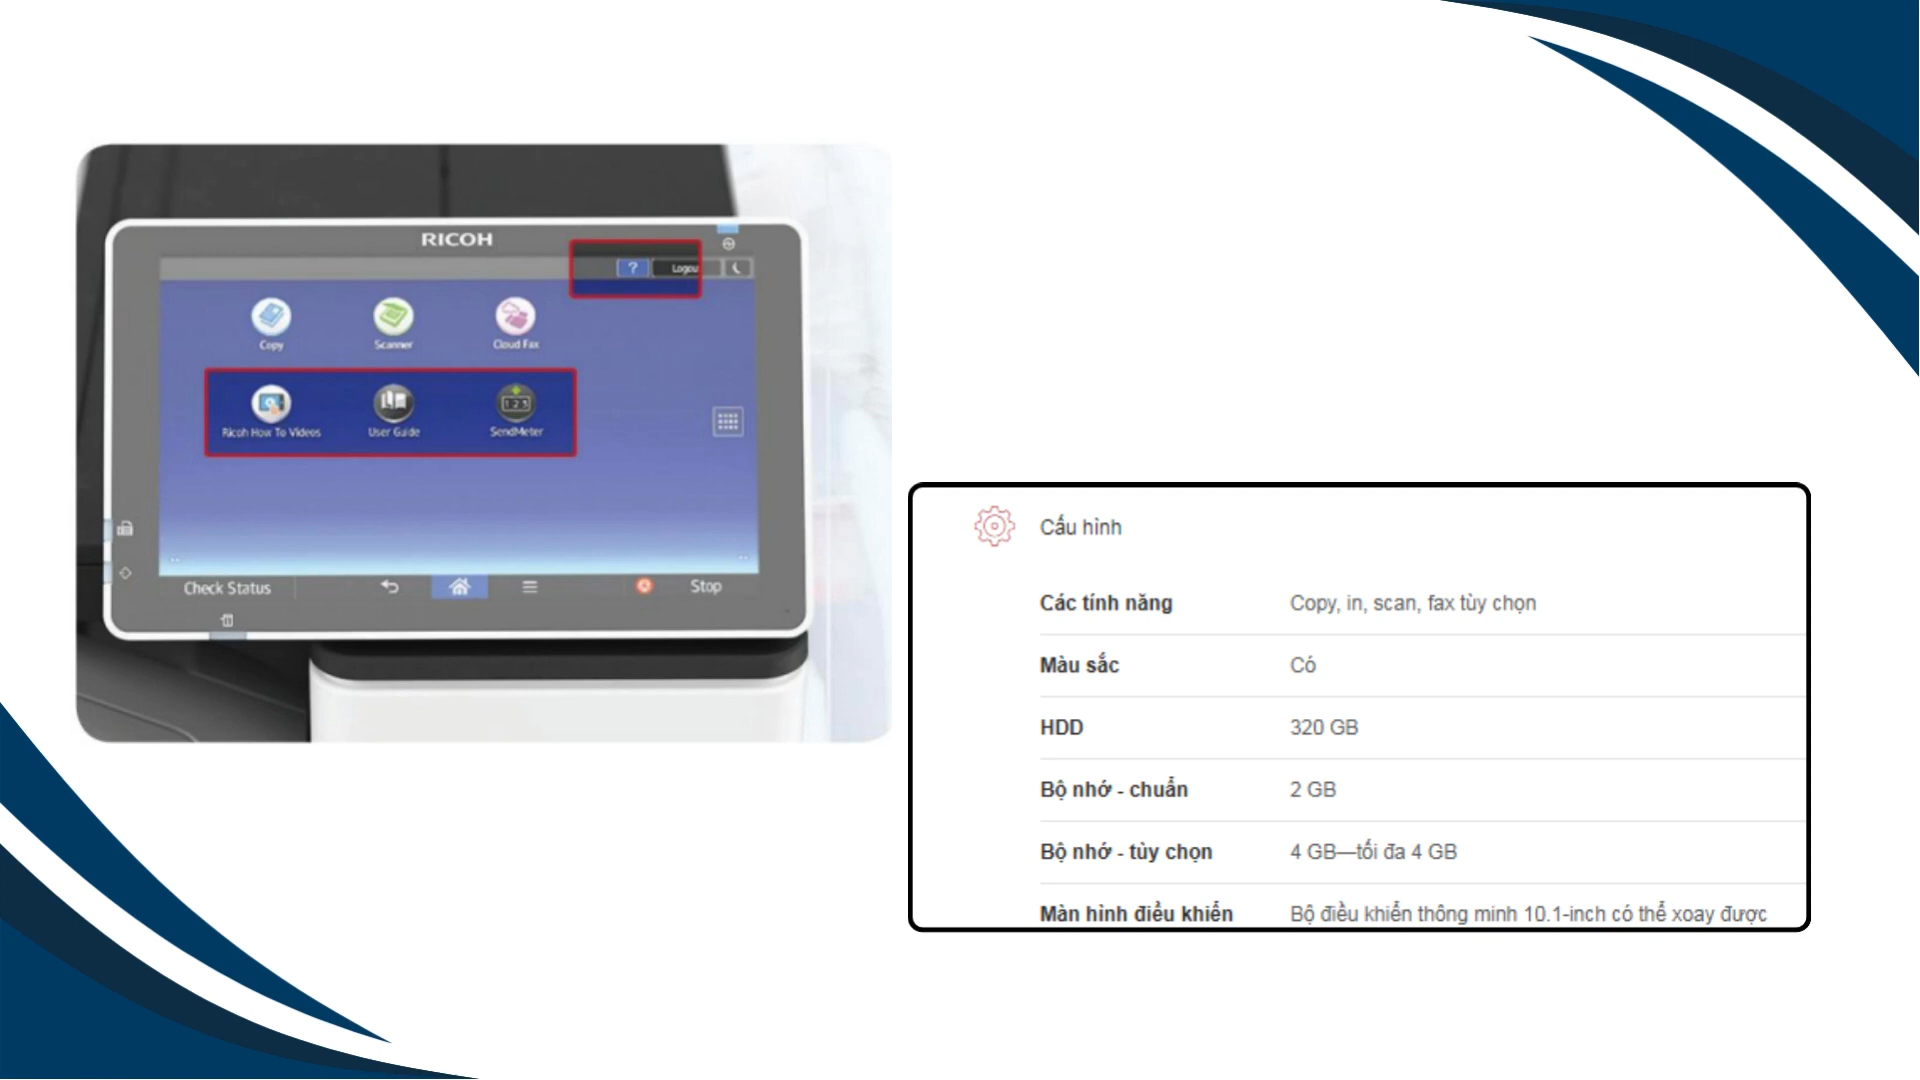 RICOH
? Logou
Copy Scanner Cloud Fax
Ricoh How To Videos User Guide SendMeter
Check Status Stop
Cấu hình
Các tính năng Copy, in, scan, fax tùy chọn
Màu sắc Có
HDD 320 GB
Bộ nhớ - chuẩn 2 GB
Bộ nhớ - tùy chọn 4 GB—tối đa 4 GB
Màn hình điều khiển Bộ điều khiển thông minh 10.1-inch có thể xoay được